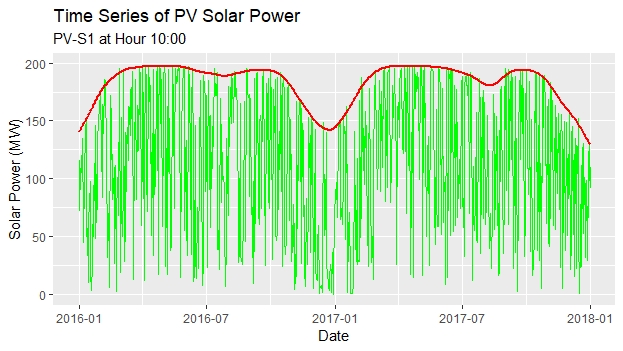 Time Series of PV Solar Power
PV-S1 at Hour 10:00
Solar Power (MW)
200
150
100
50
0
2016-01
2016-07
2017-01
2017-07
2018-01
Date